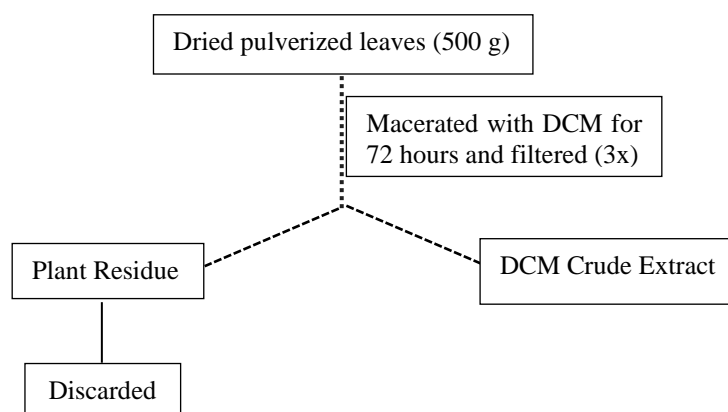 Dried pulverized leaves (500 g)
Macerated with DCM for
72 hours and filtered (3x)
Plant Residue
DCM Crude Extract
Discarded